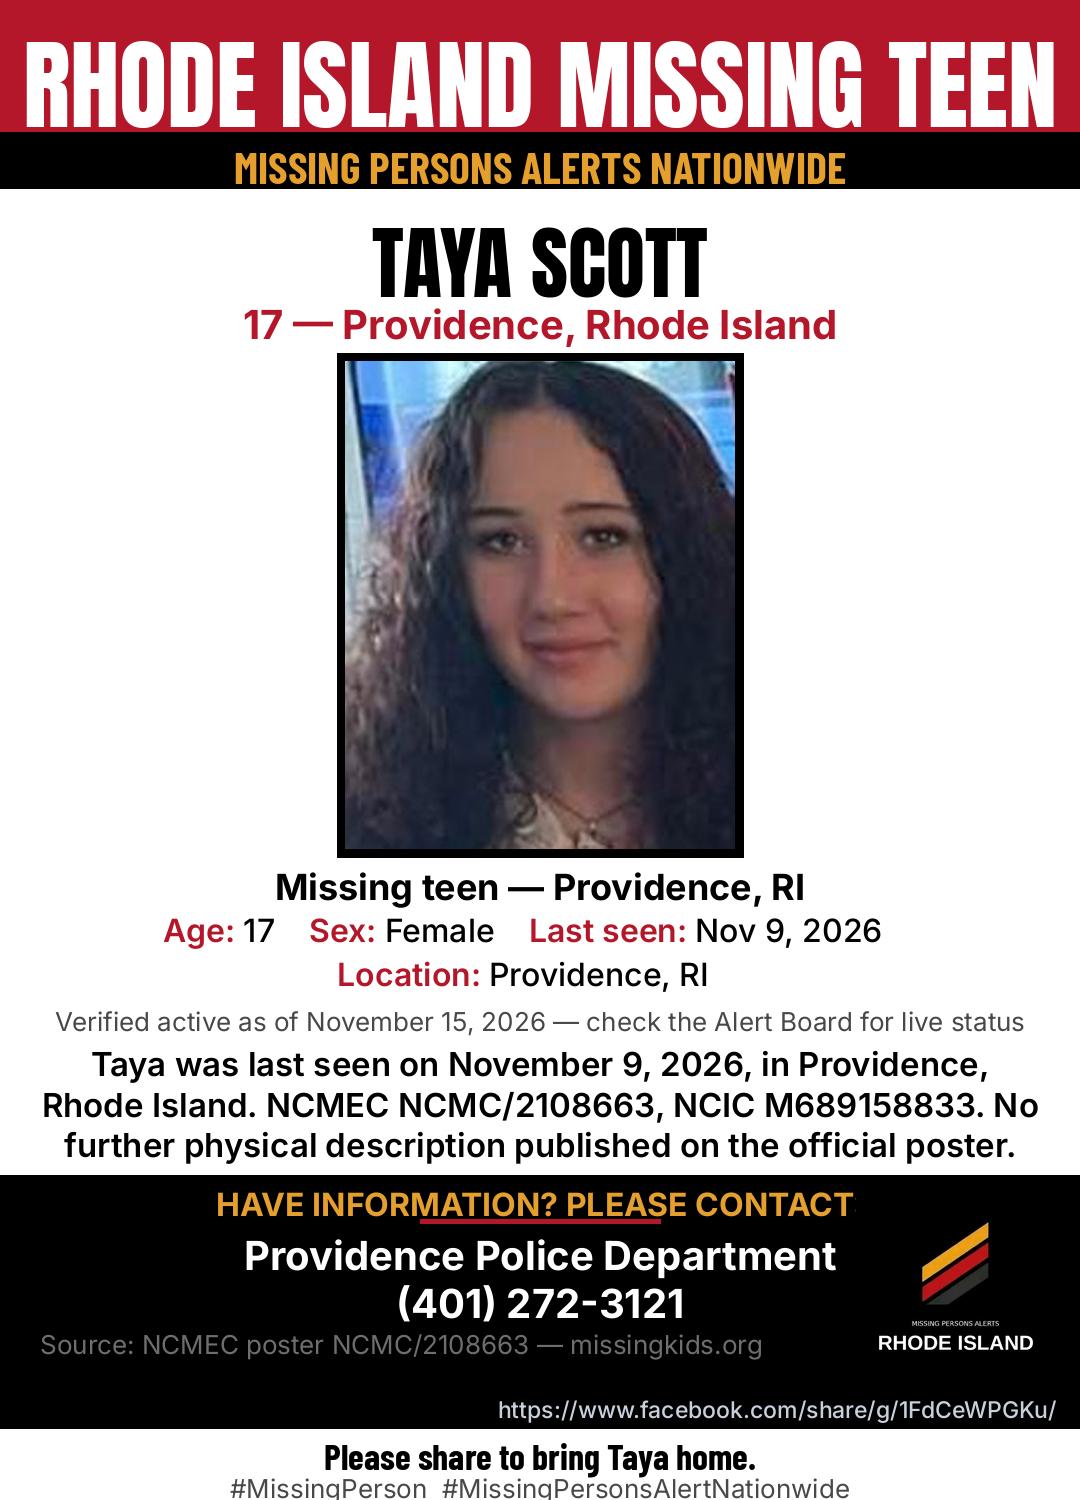 RHODE ISLAND MISSING TEEN
MISSING PERSONS ALERTS NATIONWIDE
TAYA SCOTT
17 — Providence, Rhode Island
Missing teen — Providence, RI
Age: 17 Sex: Female Last seen: Nov 9, 2026
Location: Providence, RI
Verified active as of November 15, 2026 — check the Alert Board for live status
Taya was last seen on November 9, 2026, in Providence,
Rhode Island. NCMEC NCMC/2108663, NCIC M689158833. No
further physical description published on the official poster.
HAVE INFORMATION? PLEASE CONTACT:
Providence Police Department
(401) 272-3121
Source: NCMEC poster NCMC/2108663 — missingkids.org
MISSING PERSONS ALERTS
RHODE ISLAND
https://www.facebook.com/share/g/1FdCeWPGKu/
Please share to bring Taya home.
#MissingPerson #MissingPersonsAlertNationwide